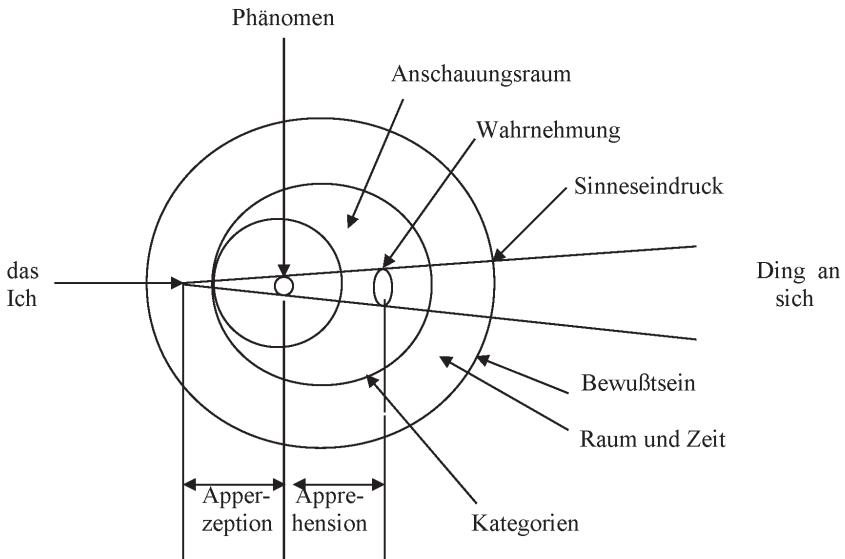 Phänomen
Anschauungsraum
Wahrnehmung
Sinneseindruck
das
Ich
Ding an
sich
Bewußtsein
Raum und Zeit
Apper-
zeption
Appre-
hension
Kategorien